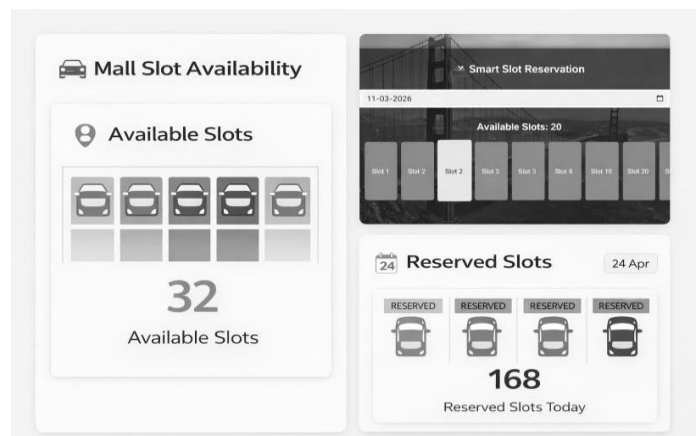 Mall Slot Availability
Available Slots
32
Available Slots
Smart Slot Reservation
11-03-2026
Available Slots: 20
Slot 1 Slot 2 Slot 2 Slot 3 Slot 3 Slot 6 Slot 10 Slot 20
24 Reserved Slots 24 Apr
RESERVED RESERVED RESERVED RESERVED
168
Reserved Slots Today